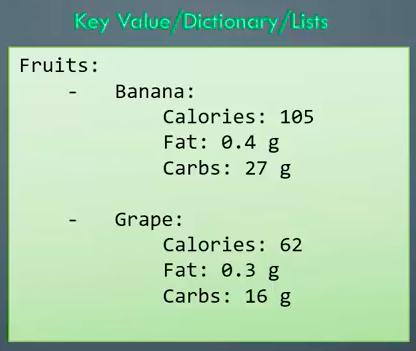 Key Value/Dictionary/Lists
Fruits:
- Banana:
Calories: 105
Fat: 0.4 g
Carbs: 27 g
- Grape:
Calories: 62
Fat: 0.3 g
Carbs: 16 g